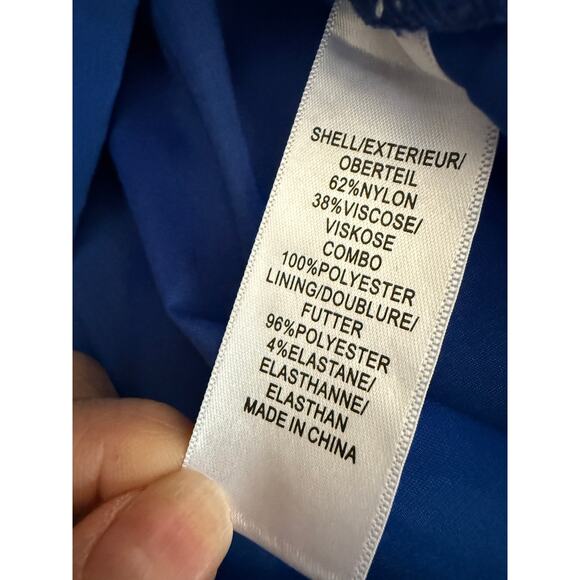 SHELL/EXTERIEUR/
OBERTEIL
62%NYLON
38%VISCOSE/
VISKOSE
COMBO
100%POLYESTER
LINING/DOUBLURE/
FUTTER
96%POLYESTER
4%ELASTANE/
ELASTHANNE/
ELASTHAN
MADE IN CHINA